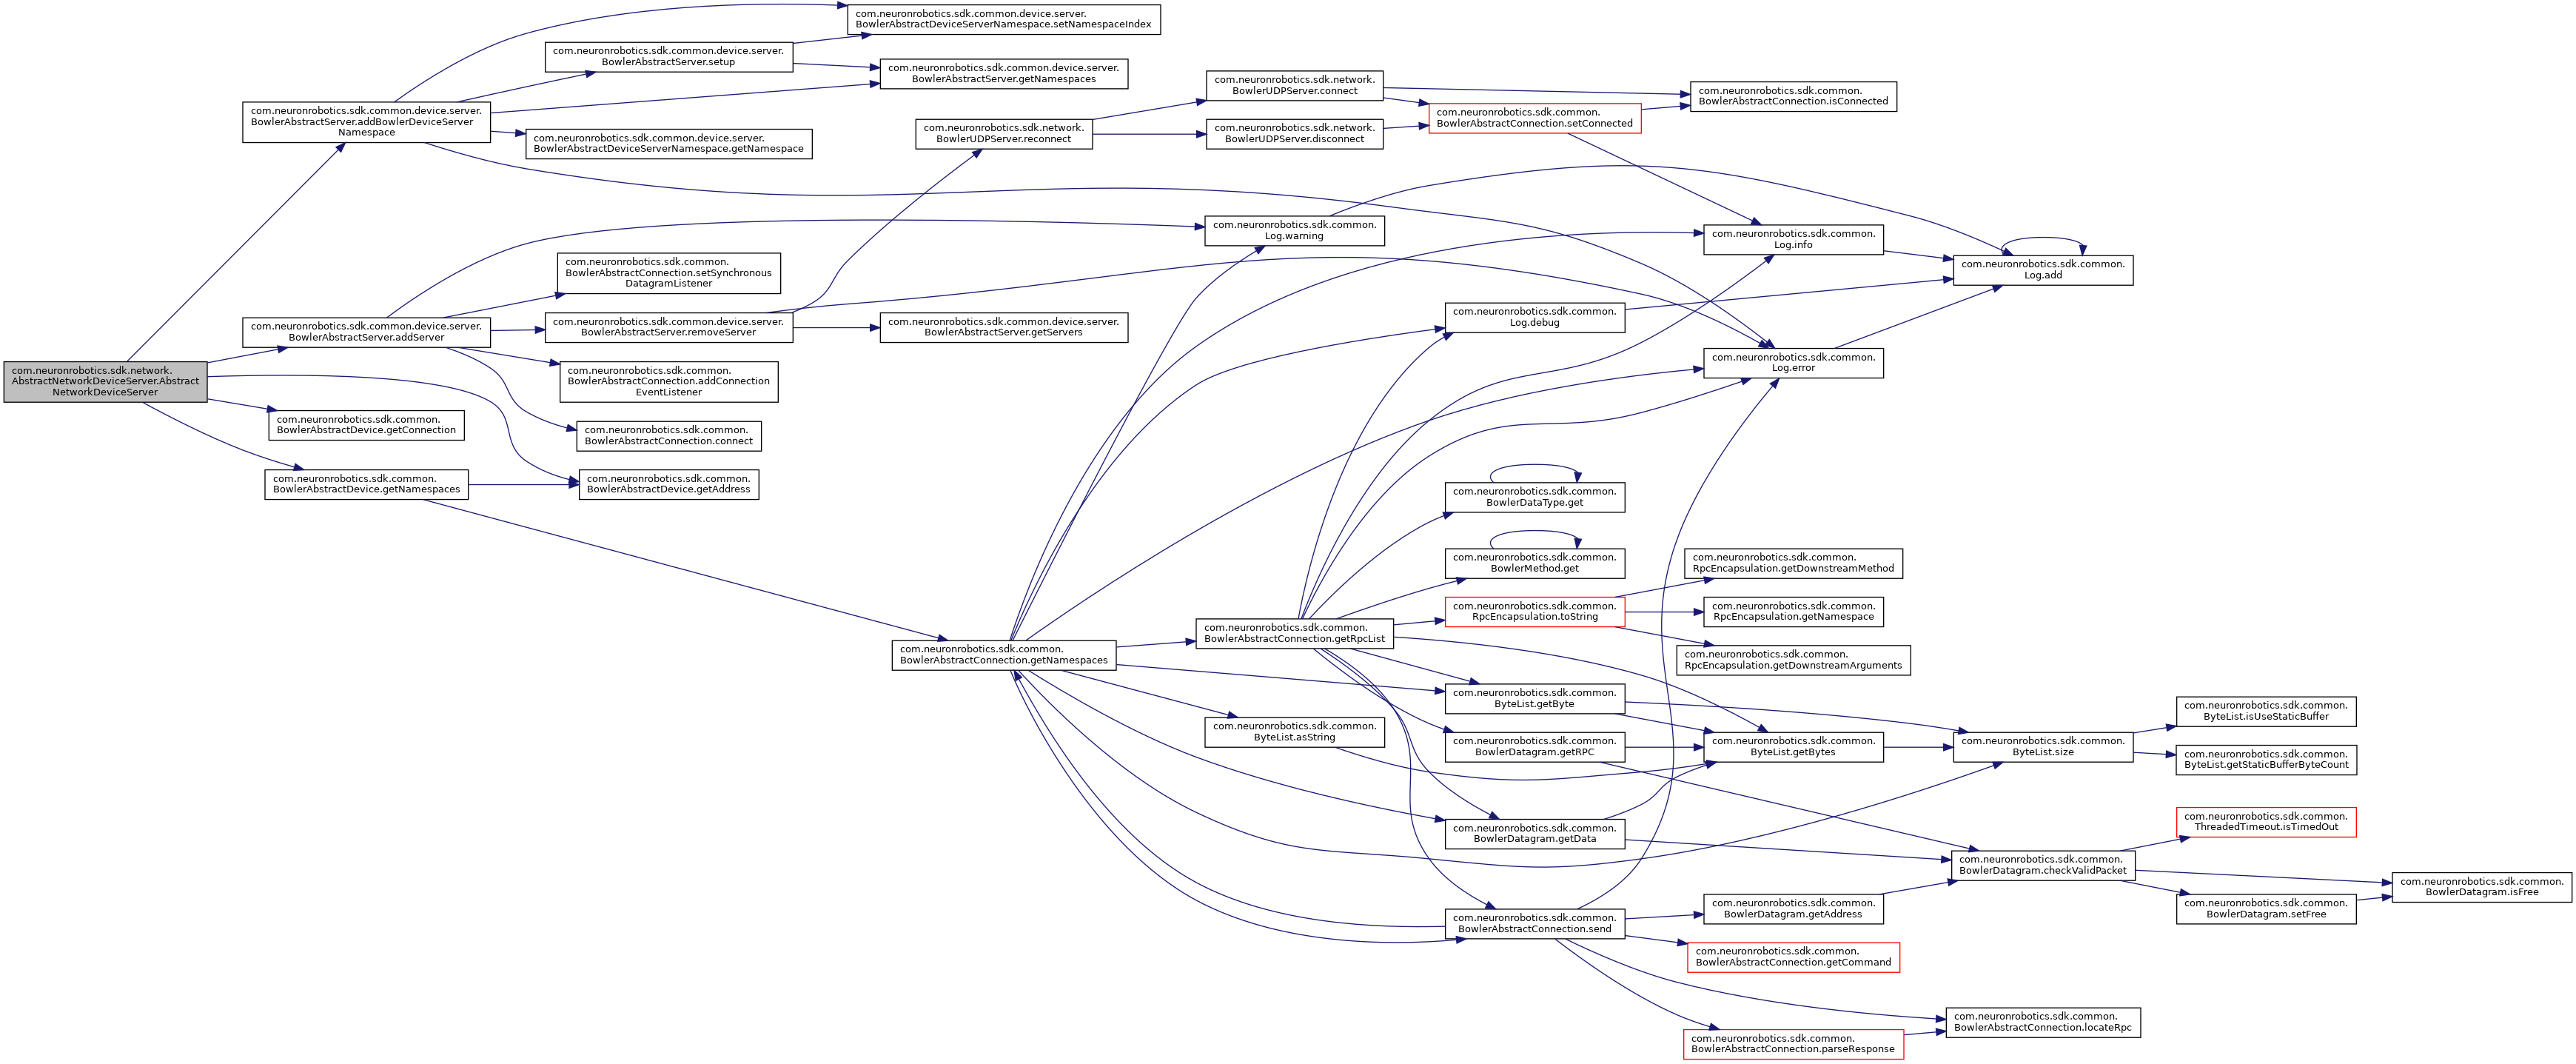 com.neuronrobotics.sdk.network.
AbstractNetworkDeviceServer.Abstract
NetworkDeviceServer
com.neuronrobotics.sdk.common.device.server.
BowlerAbstractServer.addBowlerDeviceServer
Namespace
com.neuronrobotics.sdk.common.device.server.
BowlerAbstractServer.addServer
com.neuronrobotics.sdk.common.
BowlerAbstractDevice.getConnection
com.neuronrobotics.sdk.common.
BowlerAbstractDevice.getNamespaces
com.neuronrobotics.sdk.common.device.server.
BowlerAbstractServer.setup
com.neuronrobotics.sdk.common.device.server.
BowlerAbstractDeviceServerNamespace.getNamespace
com.neuronrobotics.sdk.common.
BowlerAbstractConnection.setSynchronous
DatagramListener
com.neuronrobotics.sdk.common.device.server.
BowlerAbstractServer.removeServer
com.neuronrobotics.sdk.common.
BowlerAbstractConnection.addConnection
EventListener
com.neuronrobotics.sdk.common.
BowlerAbstractConnection.connect
com.neuronrobotics.sdk.common.
BowlerAbstractDevice.getAddress
com.neuronrobotics.sdk.common.device.server.
BowlerAbstractDeviceServerNamespace.setNamespaceIndex
com.neuronrobotics.sdk.common.device.server.
BowlerAbstractServer.getNamespaces
com.neuronrobotics.sdk.network.
BowlerUDPServer.reconnect
com.neuronrobotics.sdk.common.device.server.
BowlerAbstractServer.getServers
com.neuronrobotics.sdk.common.
BowlerAbstractConnection.getNamespaces
com.neuronrobotics.sdk.network.
BowlerUDPServer.connect
com.neuronrobotics.sdk.network.
BowlerUDPServer.disconnect
com.neuronrobotics.sdk.common.
Log.warning
com.neuronrobotics.sdk.common.
BowlerAbstractConnection.getRpcList
com.neuronrobotics.sdk.common.
ByteList.asString
com.neuronrobotics.sdk.common.
BowlerAbstractConnection.setConnected
com.neuronrobotics.sdk.common.
Log.debug
com.neuronrobotics.sdk.common.
BowlerDataType.get
com.neuronrobotics.sdk.common.
BowlerMethod.get
com.neuronrobotics.sdk.common.
RpcEncapsulation.toString
com.neuronrobotics.sdk.common.
ByteList.getByte
com.neuronrobotics.sdk.common.
BowlerDatagram.getRPC
com.neuronrobotics.sdk.common.
BowlerDatagram.getData
com.neuronrobotics.sdk.common.
BowlerAbstractConnection.send
com.neuronrobotics.sdk.common.
BowlerAbstractConnection.isConnected
com.neuronrobotics.sdk.common.
Log.info
com.neuronrobotics.sdk.common.
Log.error
com.neuronrobotics.sdk.common.
RpcEncapsulation.getDownstreamMethod
com.neuronrobotics.sdk.common.
RpcEncapsulation.getNamespace
com.neuronrobotics.sdk.common.
RpcEncapsulation.getDownstreamArguments
com.neuronrobotics.sdk.common.
ByteList.getBytes
com.neuronrobotics.sdk.common.
BowlerDatagram.getAddress
com.neuronrobotics.sdk.common.
BowlerAbstractConnection.getCommand
com.neuronrobotics.sdk.common.
BowlerAbstractConnection.parseResponse
com.neuronrobotics.sdk.common.
Log.add
com.neuronrobotics.sdk.common.
ByteList.size
com.neuronrobotics.sdk.common.
BowlerDatagram.checkValidPacket
com.neuronrobotics.sdk.common.
BowlerAbstractConnection.locateRpc
com.neuronrobotics.sdk.common.
ByteList.isUseStaticBuffer
com.neuronrobotics.sdk.common.
ByteList.getStaticBufferByteCount
com.neuronrobotics.sdk.common.
ThreadedTimeout.isTimedOut
com.neuronrobotics.sdk.common.
BowlerDatagram.setFree
com.neuronrobotics.sdk.common.
BowlerDatagram.isFree